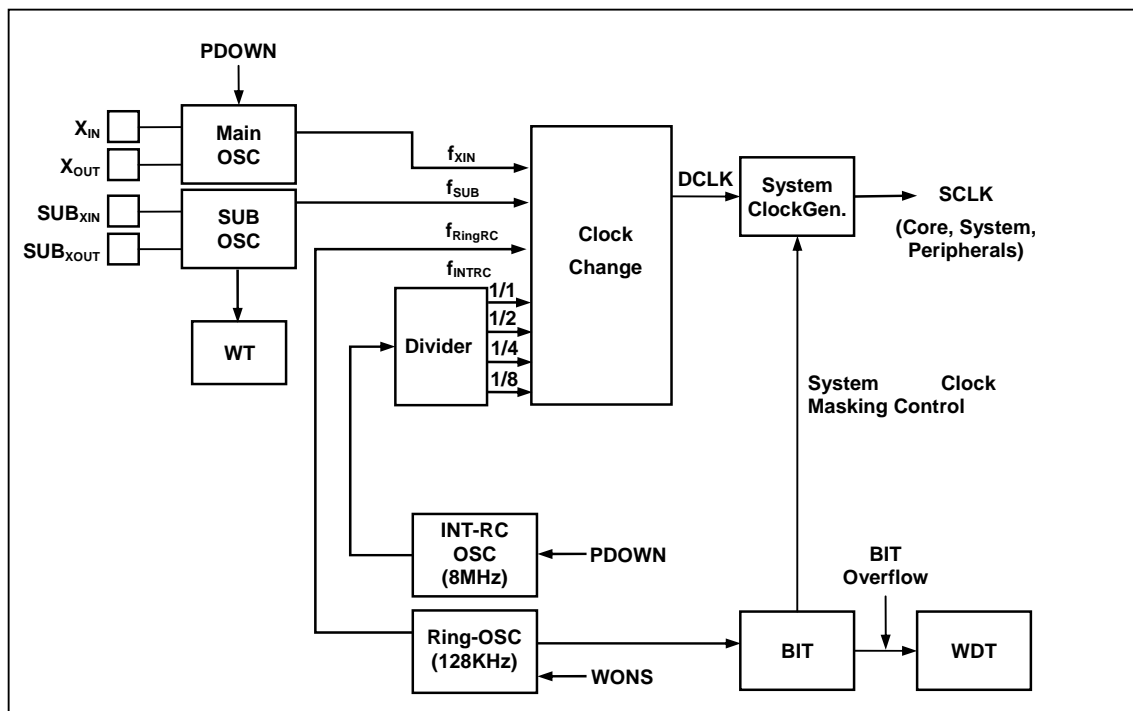 PDOWN
XIN
XOUT
Main
OSC
SUBXIN
SUBXOUT
SUB
OSC
WT
fXIN
fSUB
fRingRC
fINTRC
1/1
1/2
1/4
1/8
Divider
Clock
Change
DCLK
System
ClockGen.
SCLK
(Core, System,
Peripherals)
System Clock
Masking Control
INT-RC
OSC
(8MHz)
PDOWN
Ring-OSC
(128KHz)
WONS
BIT
BIT
Overflow
WDT